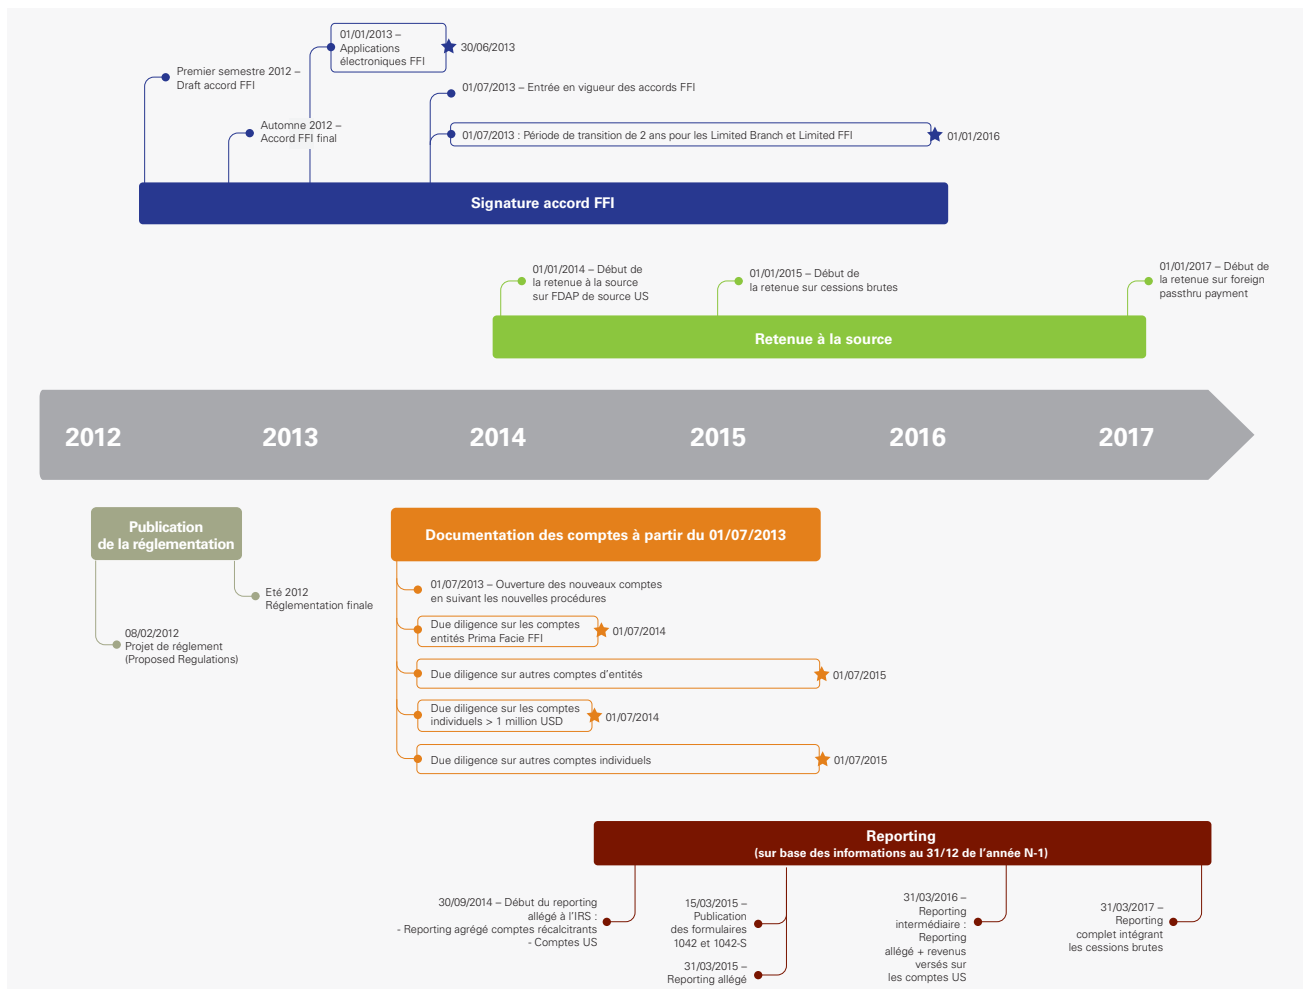 01/01/2013 –
Applications
électroniques FFI
30/06/2013
Premier semestre 2012 –
Draft accord FFI
01/07/2013 – Entrée en vigueur des accords FFI
Automne 2012 –
Accord FFI final
01/07/2013 : Période de transition de 2 ans pour les Limited Branch et Limited FFI
01/01/2016
Signature accord FFI
01/01/2014 – Début de
la retenue à la source
sur FDAP de source US
01/01/2015 – Début de
la retenue sur cessions brutes
01/01/2017 – Début de
la retenue sur foreign
passthru payment
Retenue à la source
2012
2013
2014
2015
2016
2017
Publication
de la réglementation
Eté 2012
Réglementation finale
08/02/2012
Projet de réglement
(Proposed Regulations)
Documentation des comptes à partir du 01/07/2013
01/07/2013 – Ouverture des nouveaux comptes
en suivant les nouvelles procédures
Due diligence sur les comptes
entités Prima Facie FFI
01/07/2014
Due diligence sur autres comptes d’entités
01/07/2015
Due diligence sur les comptes
individuels > 1 million USD
01/07/2014
Due diligence sur autres comptes individuels
01/07/2015
Reporting
(sur base des informations au 31/12 de l’année N-1)
30/09/2014 – Début du reporting
allégé à l’IRS :
- Reporting agrégé comptes récalcitrants
- Comptes US
15/03/2015 –
Publication
des formulaires
1042 et 1042-S
31/03/2015 –
Reporting allégé
31/03/2016 –
Reporting
intermédiaire :
Reporting
allégé + revenus
versés sur
les comptes US
31/03/2017 –
Reporting
complet intégrant
les cessions brutes